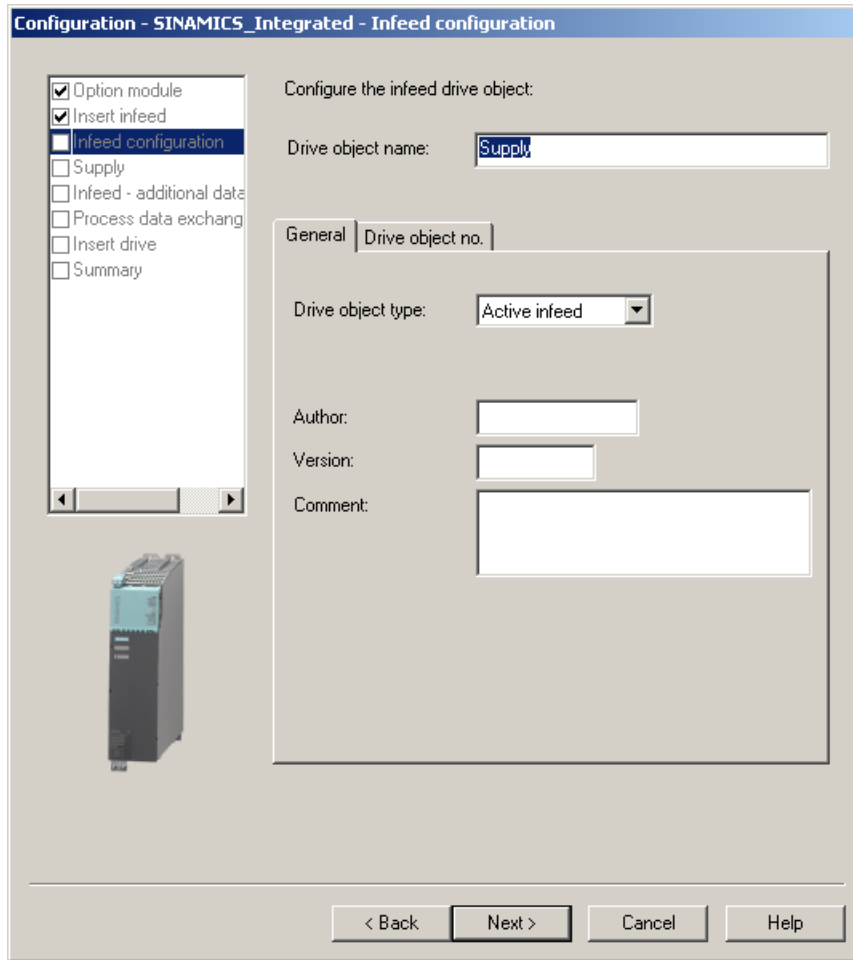 Configuration - SINAMICS_Integrated - Infeed configuration
Option module
Insert infeed
Infeed configuration
Supply
Infeed - additional data
Process data exchang
Insert drive
Summary
Configure the infeed drive object:
Drive object name: Supply
General Drive object no.
Drive object type: Active infeed
Author:
Version:
Comment:
< Back Next > Cancel Help